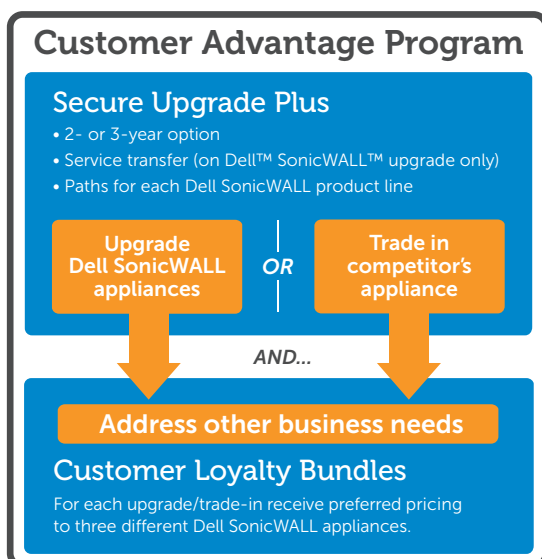 Customer Advantage Program
Secure Upgrade Plus
• 2- or 3-year option
• Service transfer (on Dell™ SonicWALL™ upgrade only)
• Paths for each Dell SonicWALL product line
Upgrade
Dell SonicWALL
appliances
OR
Trade in
competitor’s
appliance
AND...
Address other business needs
Customer Loyalty Bundles
For each upgrade/trade-in receive preferred pricing
to three different Dell SonicWALL appliances.